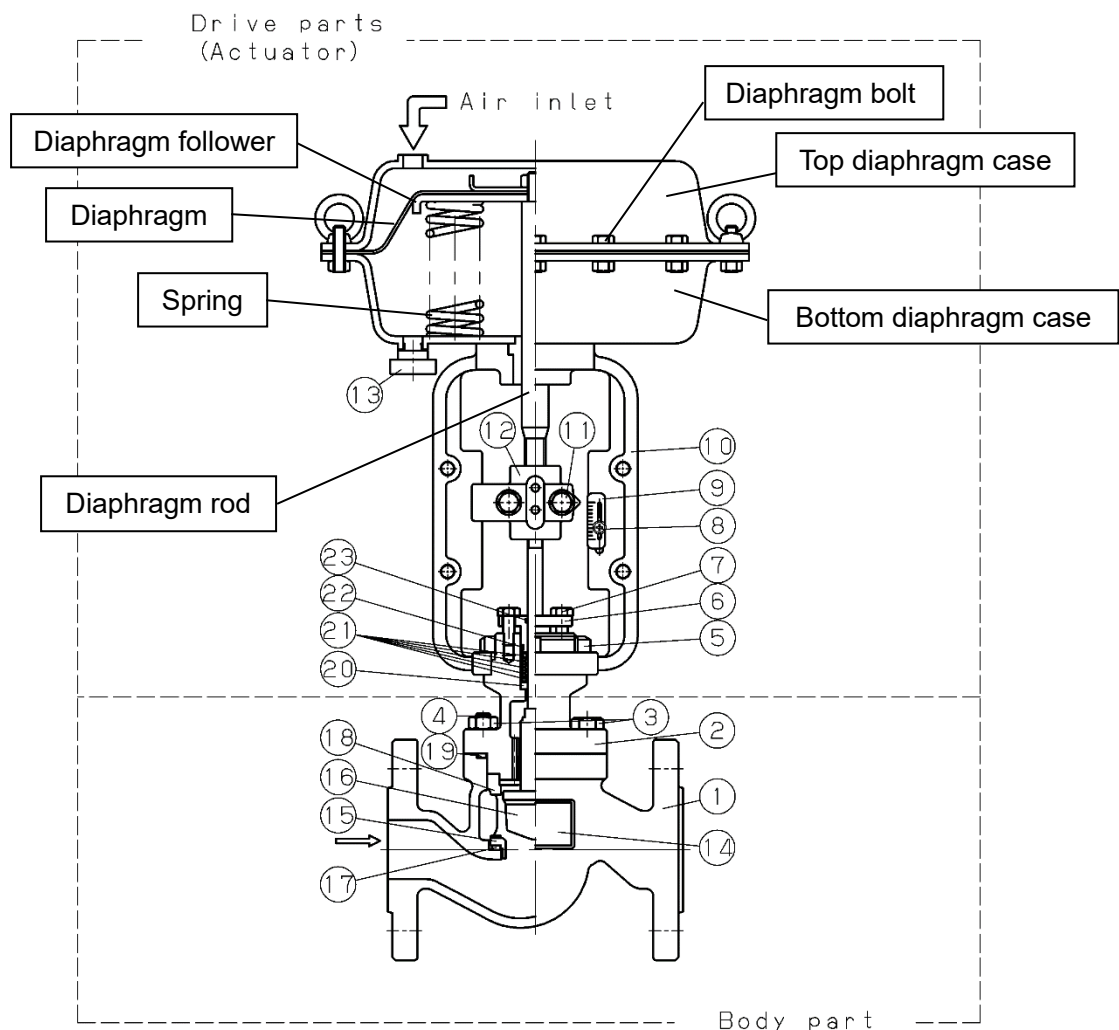 Drive parts
(Actuator)
Air inlet
Diaphragm bolt
Diaphragm follower
Top diaphragm case
Diaphragm
Spring
Bottom diaphragm case
13
12
11
10
9
Diaphragm rod
8
23
7
22
6
21
5
20
4
3
2
18
19
16
1
15
14
17
Body part